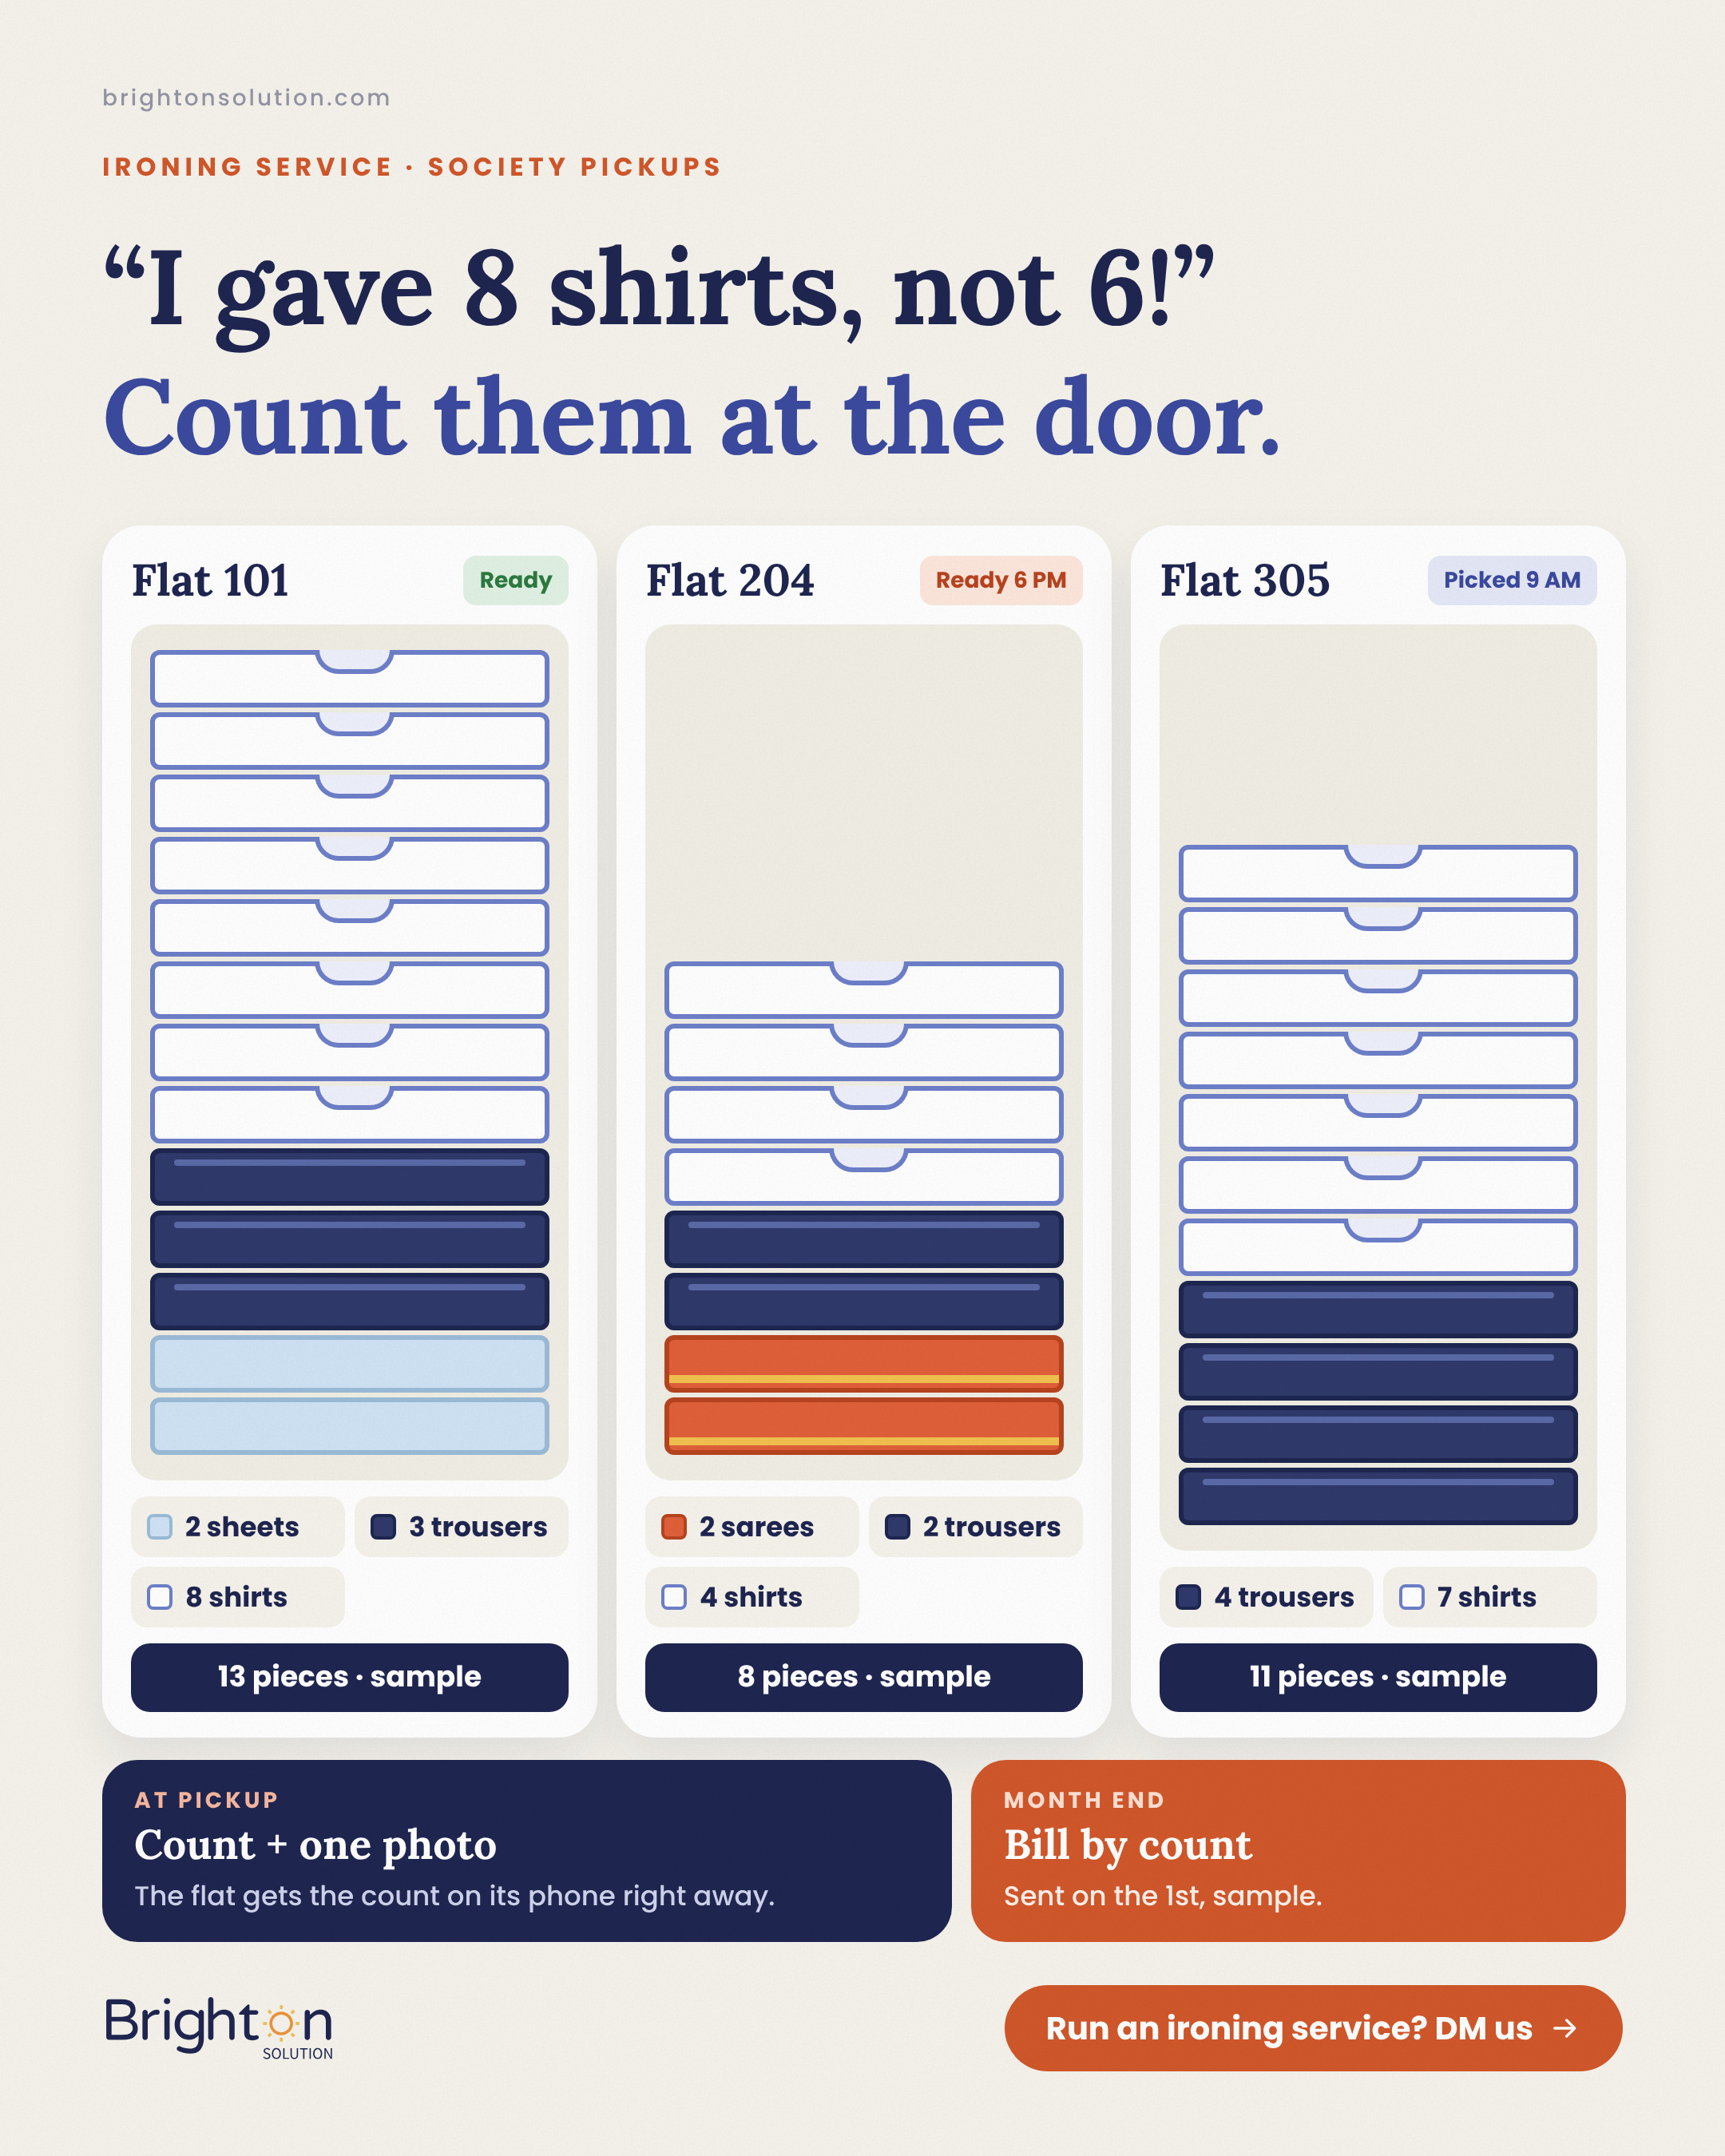 brightonsolution.com
IRONING SERVICE · SOCIETY PICKUPS
“I gave 8 shirts, not 6!”
Count them at the door.
Flat 101
Ready
2 sheets
3 trousers
8 shirts
13 pieces · sample
Flat 204
Ready 6 PM
2 sarees
2 trousers
4 shirts
8 pieces · sample
Flat 305
Picked 9 AM
4 trousers
7 shirts
11 pieces · sample
AT PICKUP
Count + one photo
The flat gets the count on its phone right away.
MONTH END
Bill by count
Sent on the 1st, sample.
Brighton
SOLUTION
Run an ironing service? DM us →